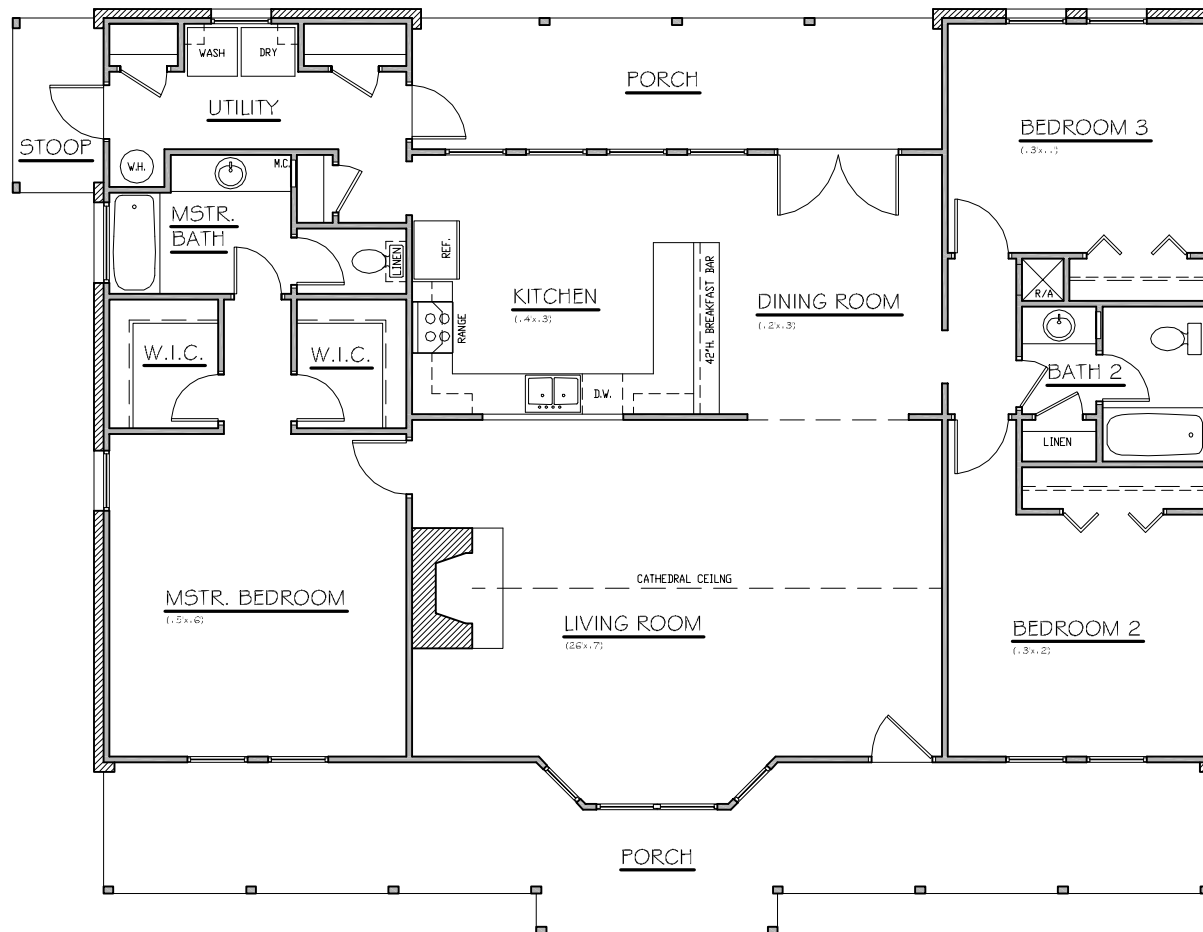 WASH
DRY
PORCH
UTILITY
BEDROOM 3
STOOP
W.H.
M.C.
MSTR.
BATH
LINEN
REF.
R/A
KITCHEN
DINING ROOM
42"H. BREAKFAST BAR
RANGE
W.I.C.
W.I.C.
BATH 2
D.W.
LINEN
CATHEDRAL CEILNG
MSTR. BEDROOM
LIVING ROOM
(26'x.7)
BEDROOM 2
PORCH